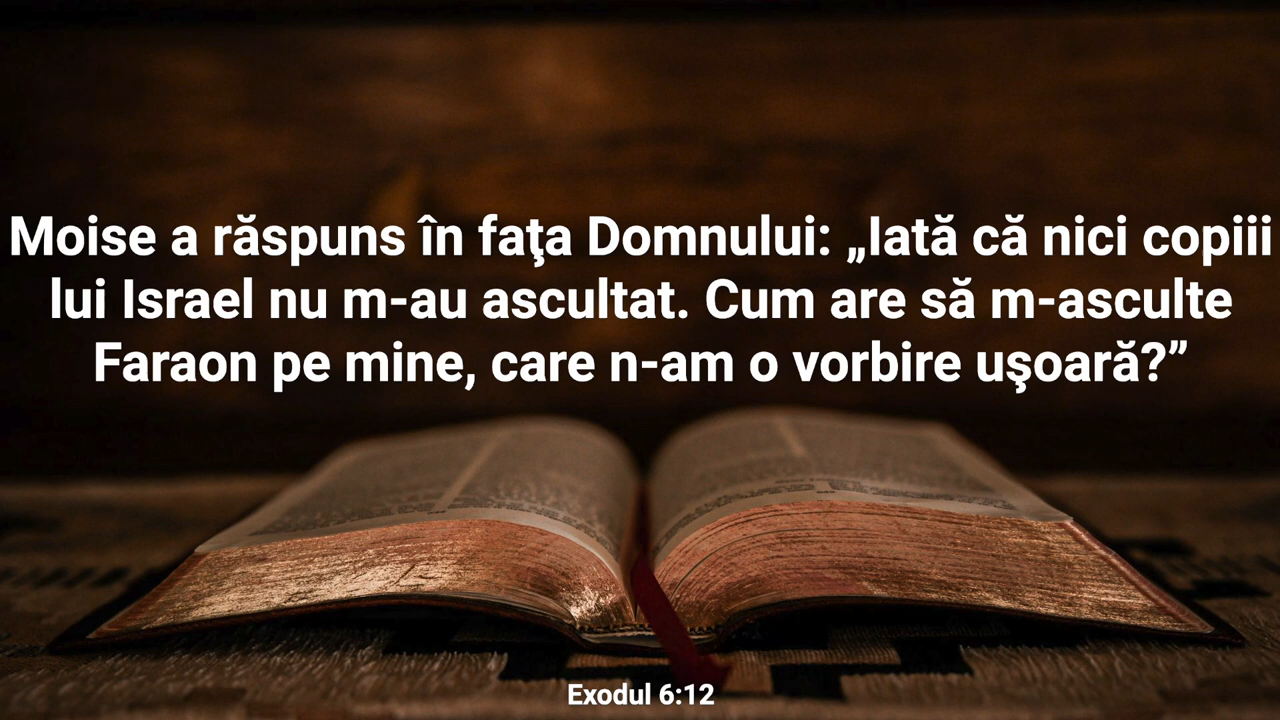 Moise a răspuns în faţa Domnului: „Iată că nici copiii
lui Israel nu m-au ascultat. Cum are să m-asculte
Faraon pe mine, care n-am o vorbire uşoară?”
Exodul 6:12